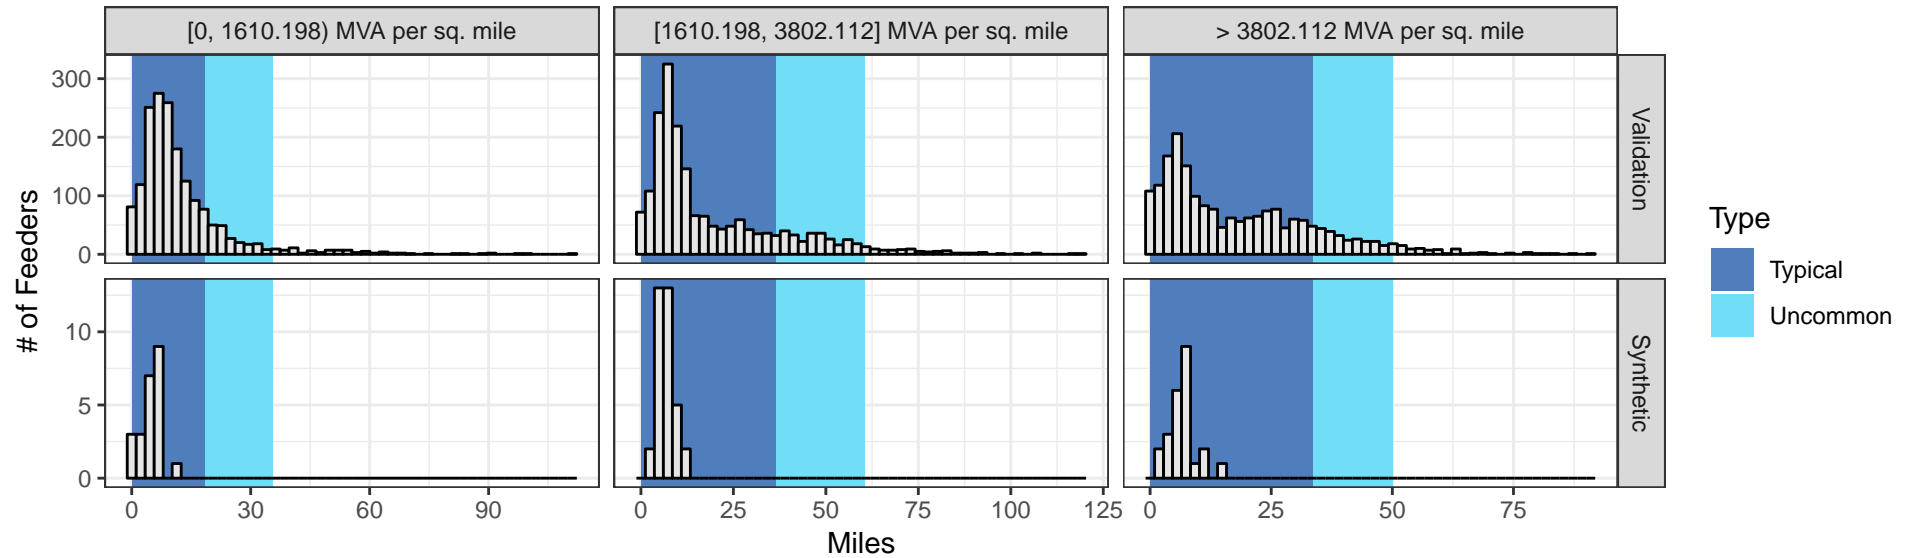 [0, 1610.198) MVA per sq. mile
[1610.198, 3802.112] MVA per sq. mile
> 3802.112 MVA per sq. mile
300
200
100
0
Validation
10
5
0
Synthetic
# of Feeders
0 30 60 90
0 25 50 75 100 125
0 25 50 75
Miles
Type
Typical
Uncommon